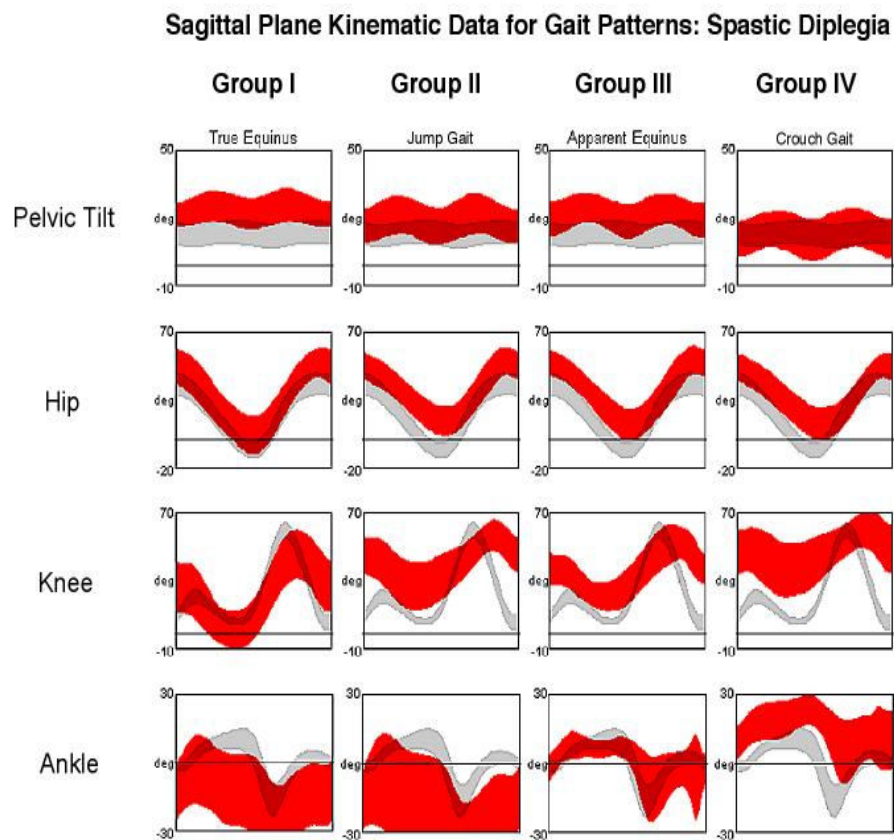 Sagittal Plane Kinematic Data for Gait Patterns: Spastic Diplegia
Group I Group II Group III Group IV
True Equinus Jump Gait Apparent Equinus Crouch Gait
50 50 50 50
Pelvic Tilt deg deg deg deg
-10 -10 -10 -10
70 70 70 70
Hip deg deg deg deg
-20 -20 -20 -20
70 70 70 70
Knee deg deg deg deg
-10 -10 -10 -10
30 30 30 30
Ankle deg deg deg deg
-30 -30 -30 -30